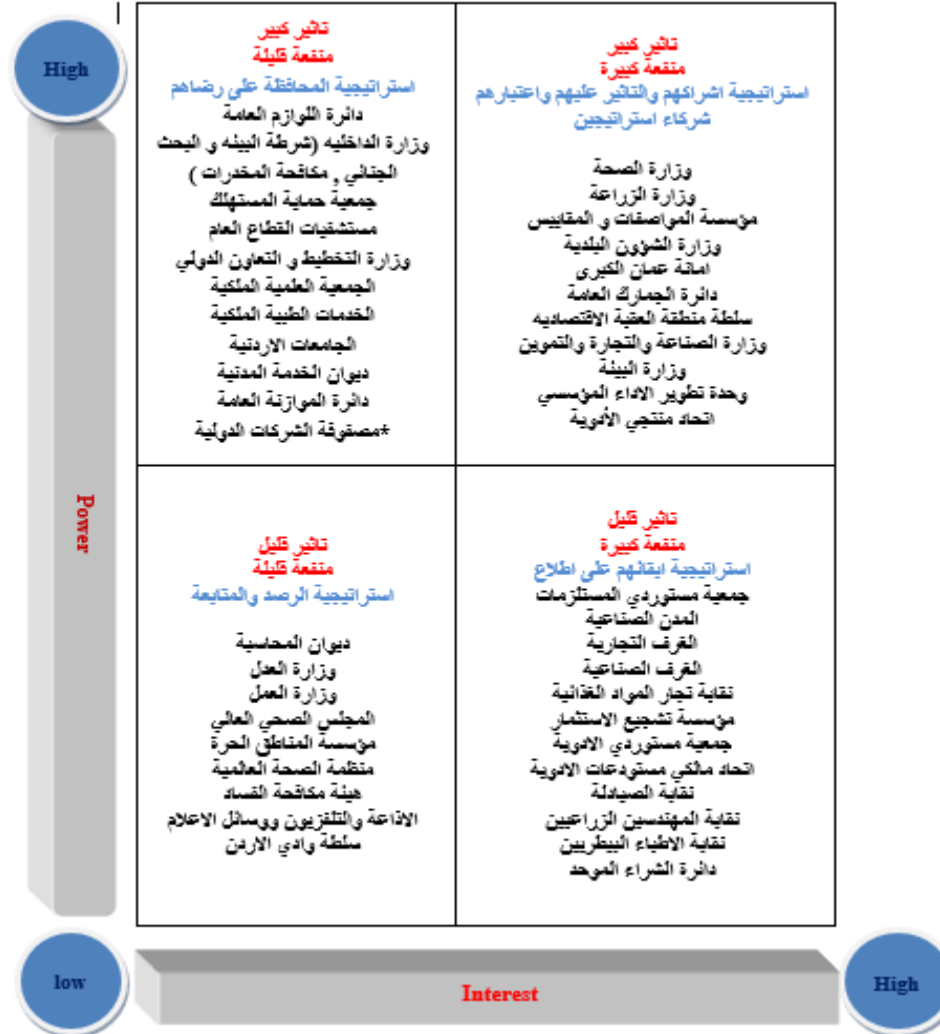 High
تاثير كبير
منفعة قليلة
استراتيجية المحافظة على رضاهم
دائرة اللوازم العامة
وزارة الداخليه (شرطة البيئه و البحث
الجنائي , مكافحة المخدرات )
جمعية حماية المستهلك
مستشفيات القطاع العام
وزارة التخطيط و التعاون الدولي
الجمعية العلمية الملكية
الخدمات الطبية الملكية
الجامعات الاردنية
ديوان الخدمة المدنية
دائرة الموازنة العامة
*مصفوفة الشركات الدولية
تاثير كبير
منفعة كبيرة
استراتيجية اشراكهم والتاثير عليهم واعتبارهم
شركاء استراتيجين
وزارة الصحة
وزارة الزراعة
مؤسسة المواصفات و المقاييس
وزارة الشؤون البلدية
امانة عمان الكبرى
دائرة الجمارك العامة
سلطة منطقة العقبة الاقتصاديه
وزارة الصناعة والتجارة والتموين
وزارة البيئة
وحدة تطوير الاداء المؤسسي
اتحاد منتجي الأدوية
Power
تاثير قليل
منفعة قليلة
استراتيجية الرصد والمتابعة
ديوان المحاسبة
وزارة العدل
وزارة العمل
المجلس الصحي العالي
مؤسسة المناطق الحرة
منظمة الصحة العالمية
هيئة مكافحة الفساد
الاذاعة والتلفزيون ووسائل الاعلام
سلطة وادي الاردن
تاثير قليل
منفعة كبيرة
استراتيجية ابقائهم على اطلاع
جمعية مستوردي المستلزمات
المدن الصناعية
الغرف التجارية
الغرف الصناعية
نقابة تجار المواد الغذائية
مؤسسة تشجيع الاستثمار
جمعية مستوردي الادوية
اتحاد مالكي مستودعات الادوية
نقابة الصيادلة
نقابة المهندسين الزراعيين
نقابة الاطباء البيطريين
دائرة الشراء الموحد
low
Interest
High